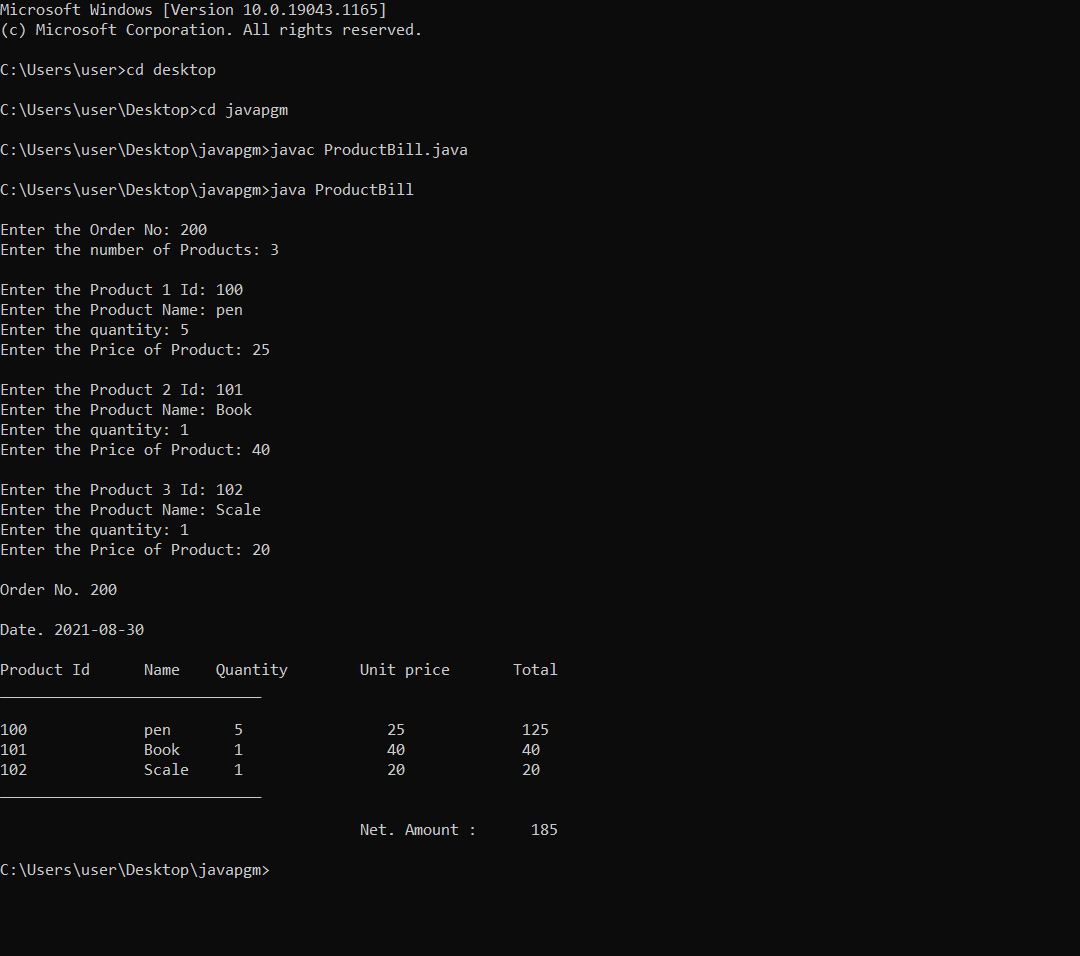 Microsoft Windows [Version 10.0.19043.1165]
(c) Microsoft Corporation. All rights reserved.
C:\Users\user>cd desktop
C:\Users\user\Desktop>cd javapgm
C:\Users\user\Desktop\javapgm>javac ProductBill.java
C:\Users\user\Desktop\javapgm>java ProductBill
Enter the Order No: 200
Enter the number of Products: 3
Enter the Product 1 Id: 100
Enter the Product Name: pen
Enter the quantity: 5
Enter the Price of Product: 25
Enter the Product 2 Id: 101
Enter the Product Name: Book
Enter the quantity: 1
Enter the Price of Product: 40
Enter the Product 3 Id: 102
Enter the Product Name: Scale
Enter the quantity: 1
Enter the Price of Product: 20
Order No. 200
Date. 2021-08-30
Product Id      Name    Quantity        Unit price       Total
_____________________________
100             pen       5                25             125
101             Book      1                40             40
102             Scale     1                20             20
_____________________________
Net. Amount :      185
C:\Users\user\Desktop\javapgm>